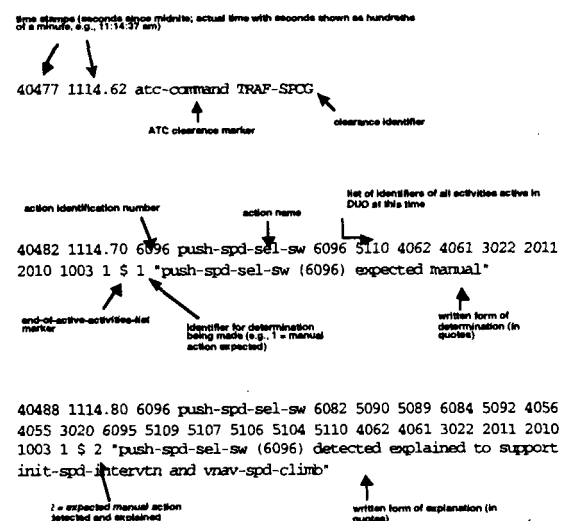 time stamps (seconds since midnite; actual time with seconds shown as hundreths
of a minute, e.g., 11:14:37 am)
40477 1114.62 atc-command TRAF-SPCG
ATC clearance marker
clearance identifier
list of identifiers of all activities active in
DUO at this time
action identification number
action name
40482 1114.70 6096 push-spd-sel-sw 6096 5110 4062 4061 3022 2011
2010 1003 1 $ 1 "push-spd-sel-sw (6096) expected manual"
end-of-active-activities-list
marker
identifier for determination
being made (e.g., 1 = manual
action expected)
written form of
determination (in
quotes)
40488 1114.80 6096 push-spd-sel-sw 6082 5090 5089 6084 5092 4056
4055 3020 6095 5109 5107 5106 5104 5110 4062 4061 3022 2011 2010
1003 1 $ 2 "push-spd-sel-sw (6096) detected explained to support
init-spd-intervtn and vnav-spd-climb"
2 = expected manual action
detected and explained
written form of explanation (in
quotes)